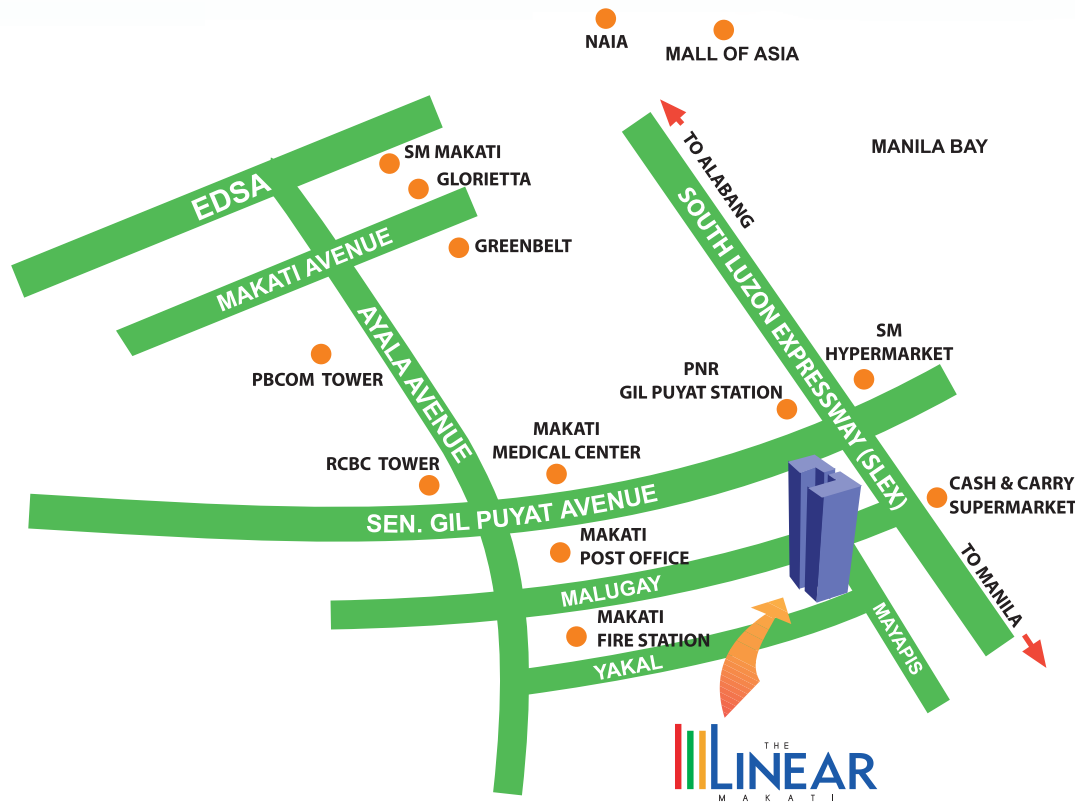 NAIA
MALL OF ASIA
MANILA BAY
TO ALABANG
SM MAKATI
GLORIETTA
EDSA
MAKATI AVENUE
GREENBELT
SOUTH LUZON EXPRESSWAY (SLEX)
AYALA AVENUE
PBCOM TOWER
SM
HYPERMARKET
PNR
GIL PUYAT STATION
MAKATI
MEDICAL CENTER
RCBC TOWER
SEN. GIL PUYAT AVENUE
CASH & CARRY
SUPERMARKET
MAKATI
POST OFFICE
TO MANILA
MALUGAY
MAKATI
FIRE STATION
MAYAPIS
YAKAL
THE
LINEAR
MAKATI